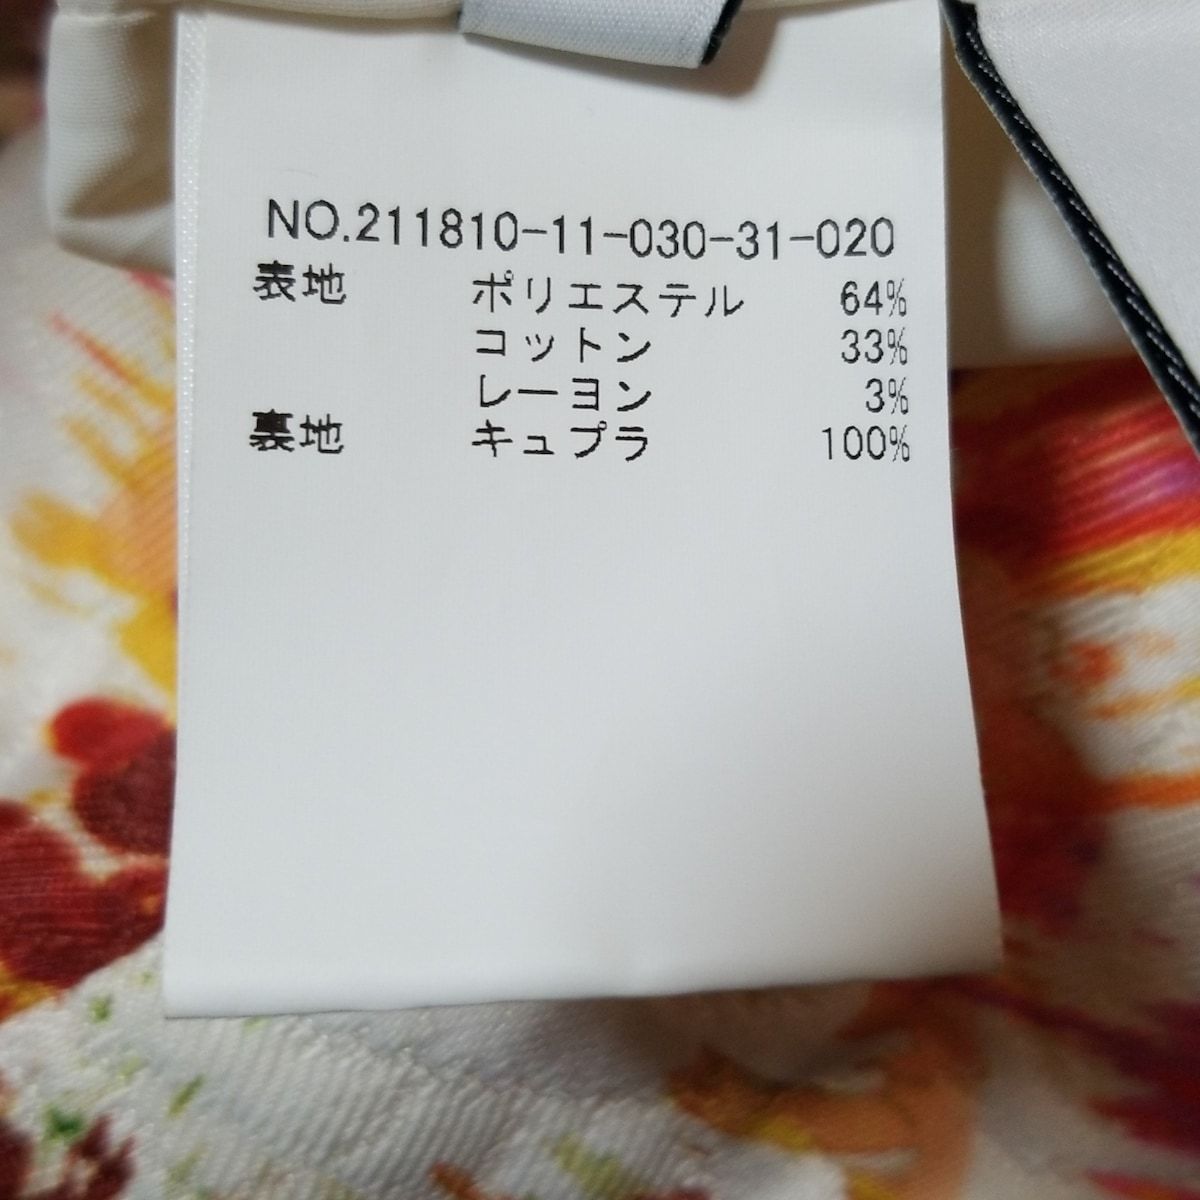 NO.211810-11-030-31-020
表地 ポリエステル 64%
コットン 33%
レーヨン 3%
裏地 キュプラ 100%